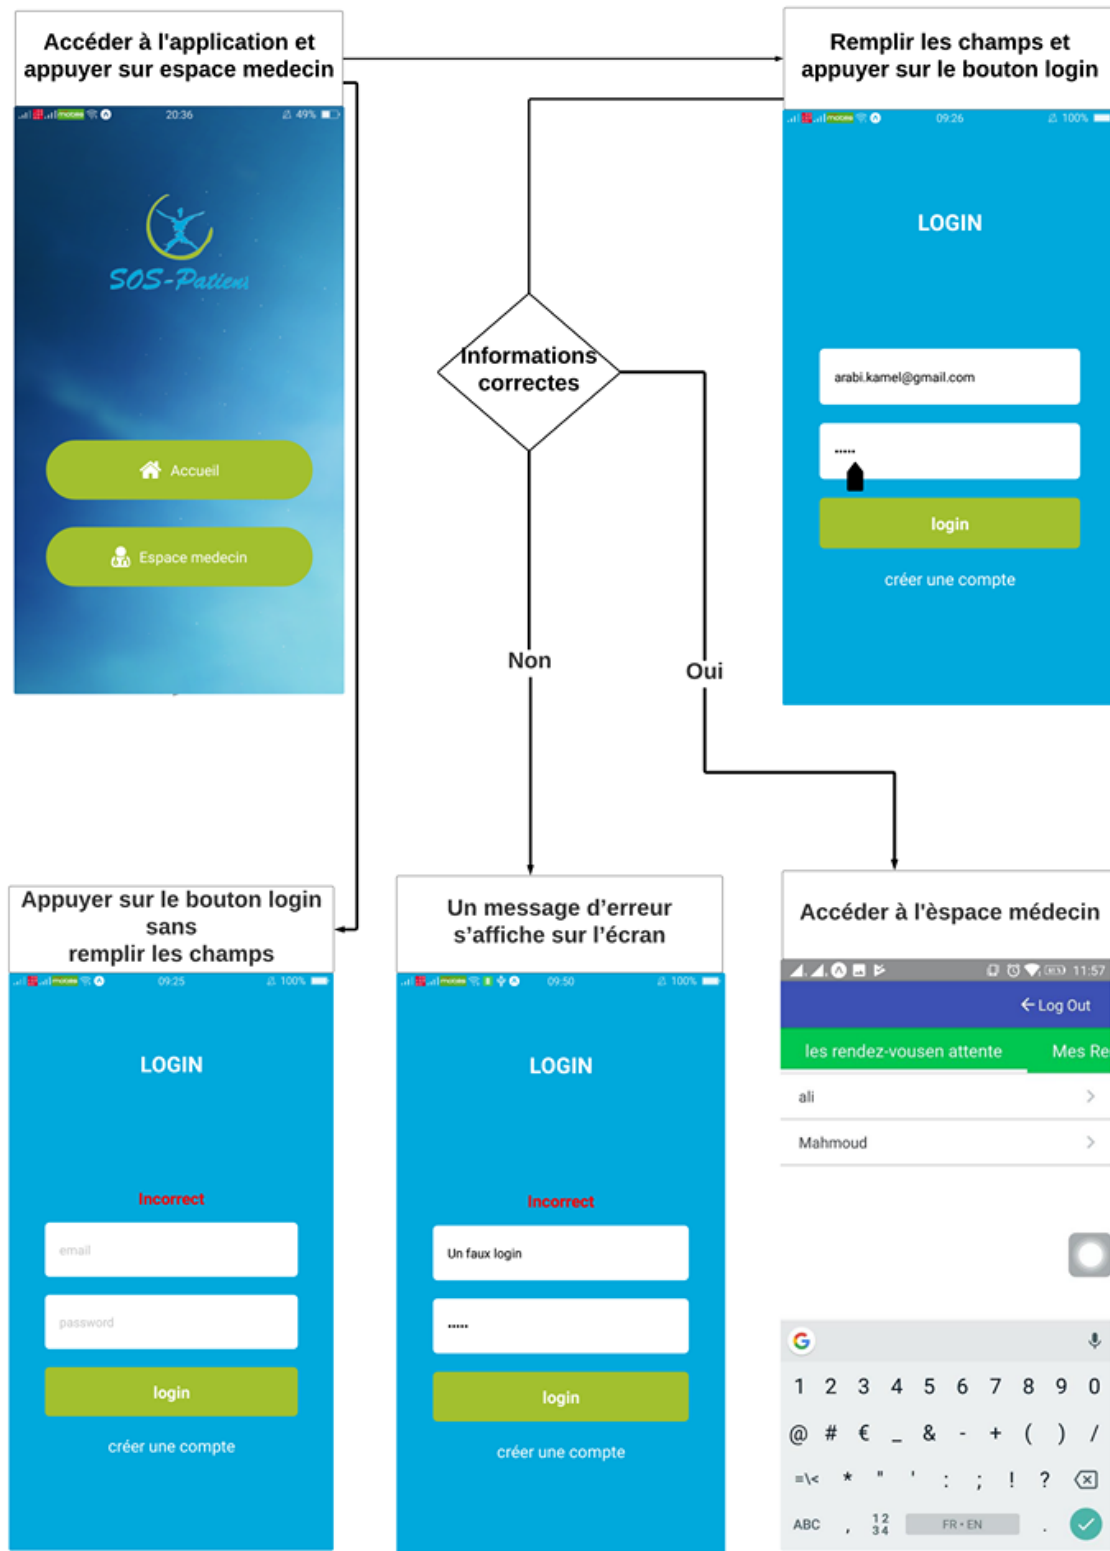 Accéder à l'application et
appuyer sur espace medecin
20:36
49%
SOS-Patiens
Accueil
Espace medecin
Remplir les champs et
appuyer sur le bouton login
09:26
100%
LOGIN
arabi.kamel@gmail.com
•••••
login
créer une compte
Informations
correctes
Non
Oui
Appuyer sur le bouton login
sans
remplir les champs
09:25
100%
LOGIN
Incorrect
email
password
login
créer une compte
Un message d'erreur
s'affiche sur l'écran
09:50
100%
LOGIN
Incorrect
Un faux login
•••••
login
créer une compte
Accéder à l'èspace médecin
11:57
Log Out
les rendez-vousen attente
Mes Re
ali
Mahmoud
G
1 2 3 4 5 6 7 8 9 0
@ # € _ & - + ( ) /
=\< * " ' : ; ! ?
ABC , 12 34 FR • EN .